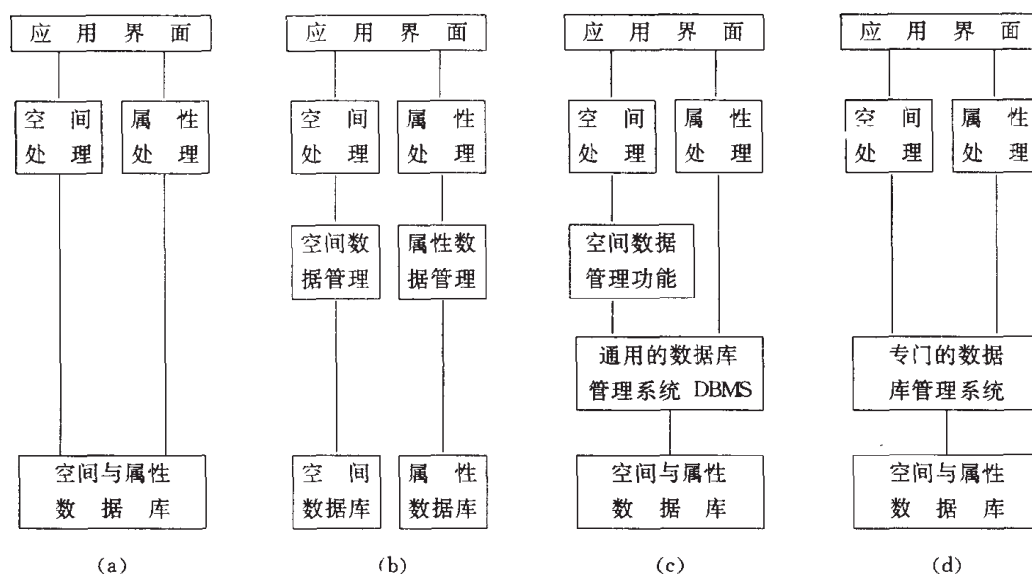 应用界面
空间
处理
属性
处理
空间与属性
数据库
(a)
应用界面
空间
处理
属性
处理
空间数
据管理
属性数
据管理
空间
数据库
属性
数据库
(b)
应用界面
空间
处理
属性
处理
空间数据
管理功能
通用的数据库
管理系统 DBMS
空间与属性
数据库
(c)
应用界面
空间
处理
属性
处理
专门的数据
库管理系统
空间与属性
数据库
(d)